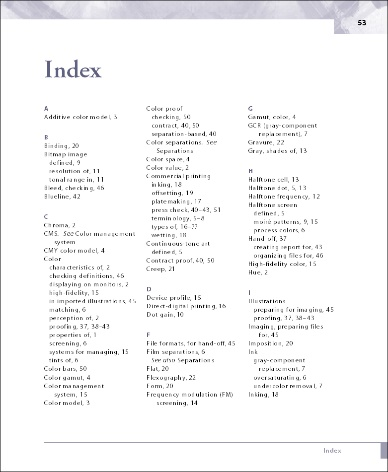 53
Index
A
Additive color model, 3
B
Binding, 20
Bitmap image
defined, 9
resolution of, 11
tonal range in, 11
Bleed, checking, 46
Blueline, 42
C
Chroma, 2
CMS. See Color management
system
CMY color model, 4
Color
characteristics of, 2
checking definitions, 46
displaying on monitors, 2
high-fidelity, 15
in imported illustrations, 45
matching, 6
perception of, 2
proofing, 37, 38–43
properties of, 1
screening, 6
systems for managing, 15
tints of, 6
Color bars, 50
Color gamut, 4
Color management
system, 15
Color model, 3
Color proof
checking, 50
contract, 40, 50
separation-based, 40
Color separations. See
Separations
Color space, 4
Color value, 2
Commercial printing
inking, 18
offsetting, 19
platemaking, 17
press check, 40–43, 51
terminology, 5–8
types of, 16–??
wetting, 18
Continuous-tone art
defined, 5
Contract proof, 40, 50
Creep, 21
D
Device profile, 15
Direct-digital printing, 16
Dot gain, 10
F
File formats, for hand-off, 45
Film separations, 6
See also Separations
Flat, 20
Flexography, 22
Form, 20
Frequency modulation (FM)
screening, 14
G
Gamut, color, 4
GCR (gray-component
replacement), 7
Gravure, 22
Gray, shades of, 13
H
Halftone cell, 13
Halftone dot, 5, 13
Halftone frequency, 12
Halftone screen
defined, 5
moiré patterns, 9, 15
process colors, 6
Hand-off, 37
creating report for, 43
organizing files for, 46
High-fidelity color, 15
Hue, 2
I
Illustrations
preparing for imaging, 45
proofing, 37, 38–43
Imaging, preparing files
for, 45
Imposition, 20
Ink
gray-component
replacement, 7
oversaturating, 6
undercolor removal, 7
Inking, 18
Index